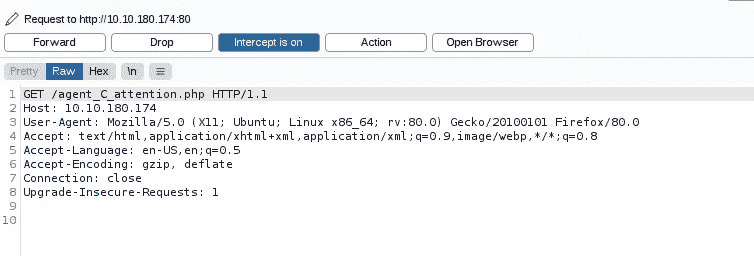 Request to http://10.10.180.174:80
Forward Drop Intercept is on Action Open Browser
Pretty Raw Hex \n ≡
1 GET /agent_C_attention.php HTTP/1.1
2 Host: 10.10.180.174
3 User-Agent: Mozilla/5.0 (X11; Ubuntu; Linux x86_64; rv:80.0) Gecko/20100101 Firefox/80.0
4 Accept: text/html,application/xhtml+xml,application/xml;q=0.9,image/webp,*/*;q=0.8
5 Accept-Language: en-US,en;q=0.5
6 Accept-Encoding: gzip, deflate
7 Connection: close
8 Upgrade-Insecure-Requests: 1
9
10